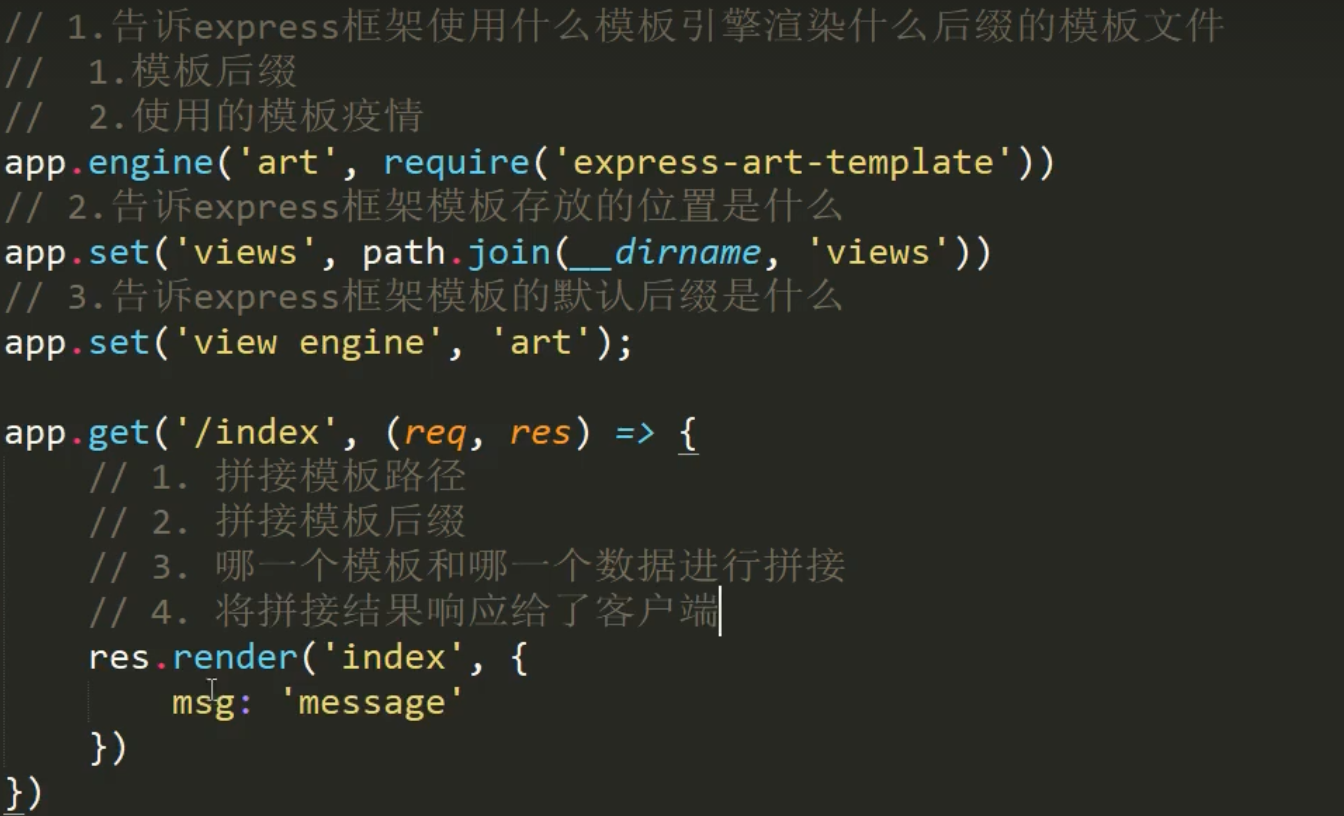 // 1.告诉express框架使用什么模板引擎渲染什么后缀的模板文件
//  1.模板后缀
//  2.使用的模板疫情
app.engine('art', require('express-art-template'))
// 2.告诉express框架模板存放的位置是什么
app.set('views', path.join(__dirname, 'views'))
// 3.告诉express框架模板的默认后缀是什么
app.set('view engine', 'art');
app.get('/index', (req, res) => {
    // 1. 拼接模板路径
    // 2. 拼接模板后缀
    // 3. 哪一个模板和哪一个数据进行拼接
    // 4. 将拼接结果响应给了客户端
    res.render('index', {
        msg: 'message'
    })
})